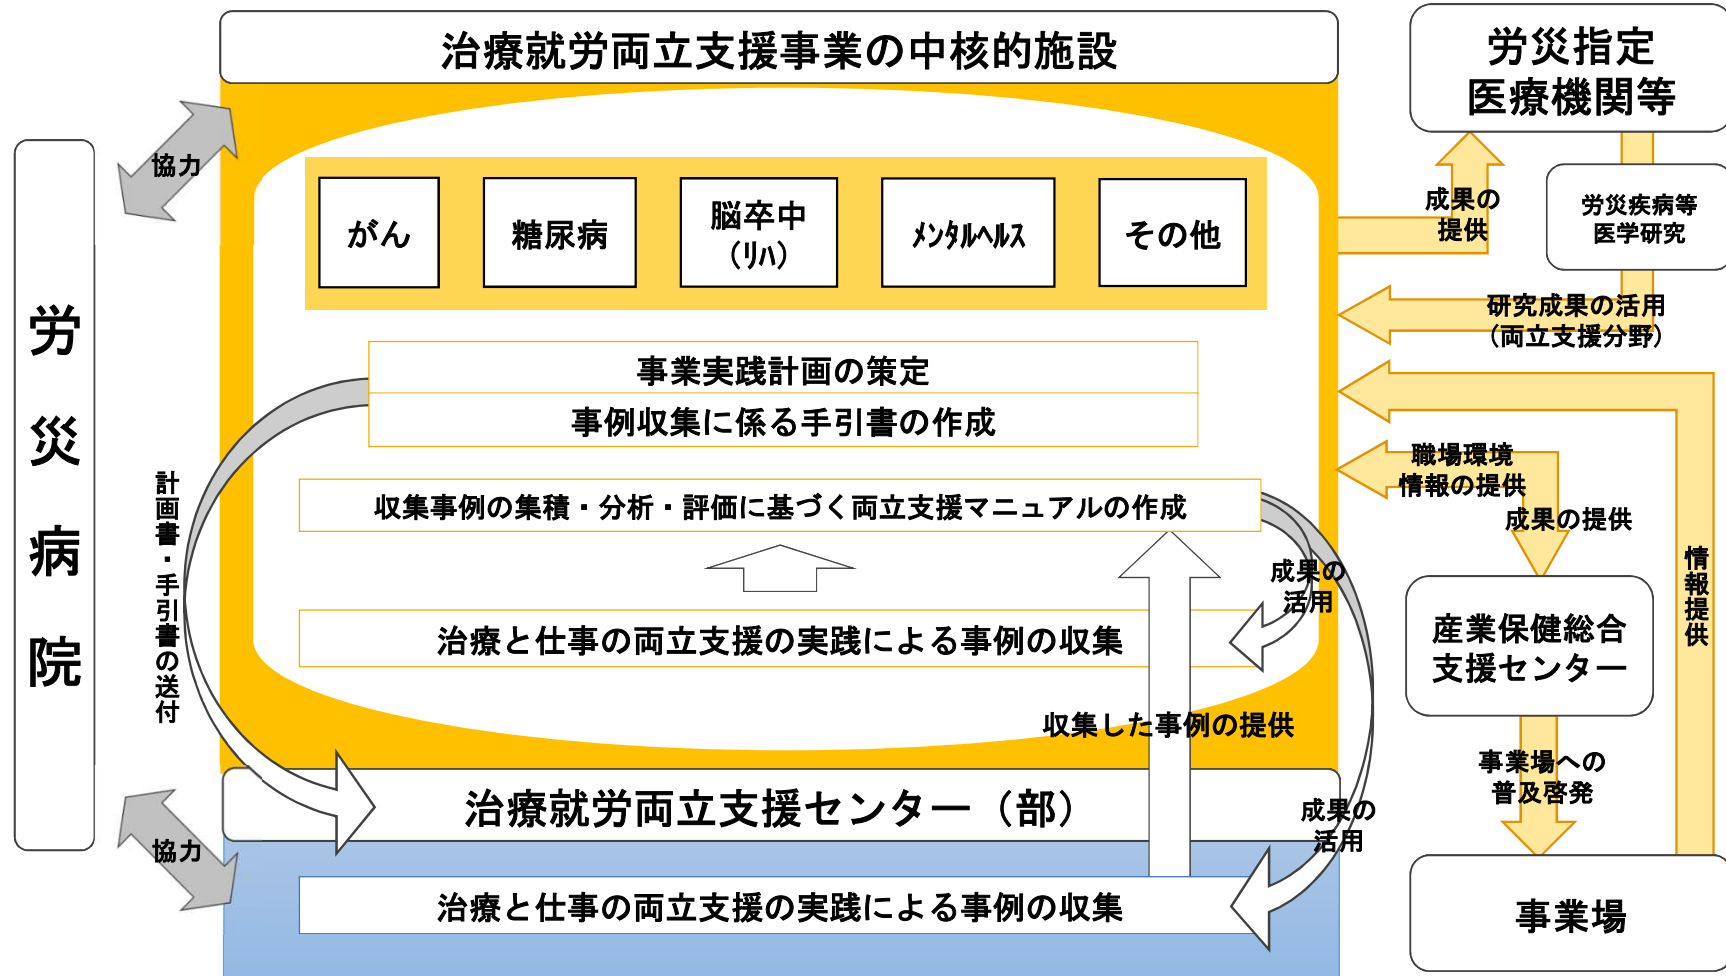 治療就労両立支援事業の中核的施設
労災指定
医療機関等
協力
がん
糖尿病
脳卒中
（ﾘﾊ）
ﾒﾝﾀﾙﾍﾙｽ
その他
成果の
提供
労災疾病等
医学研究
研究成果の活用
（両立支援分野）
労災病院
事業実践計画の策定
事例収集に係る手引書の作成
計画書・手引書の送付
収集事例の集積・分析・評価に基づく両立支援マニュアルの作成
職場環境
情報の提供
成果の提供
情報提供
成果の
活用
治療と仕事の両立支援の実践による事例の収集
産業保健総合
支援センター
収集した事例の提供
事業場への
普及啓発
治療就労両立支援センター（部）
成果の
活用
協力
治療と仕事の両立支援の実践による事例の収集
事業場